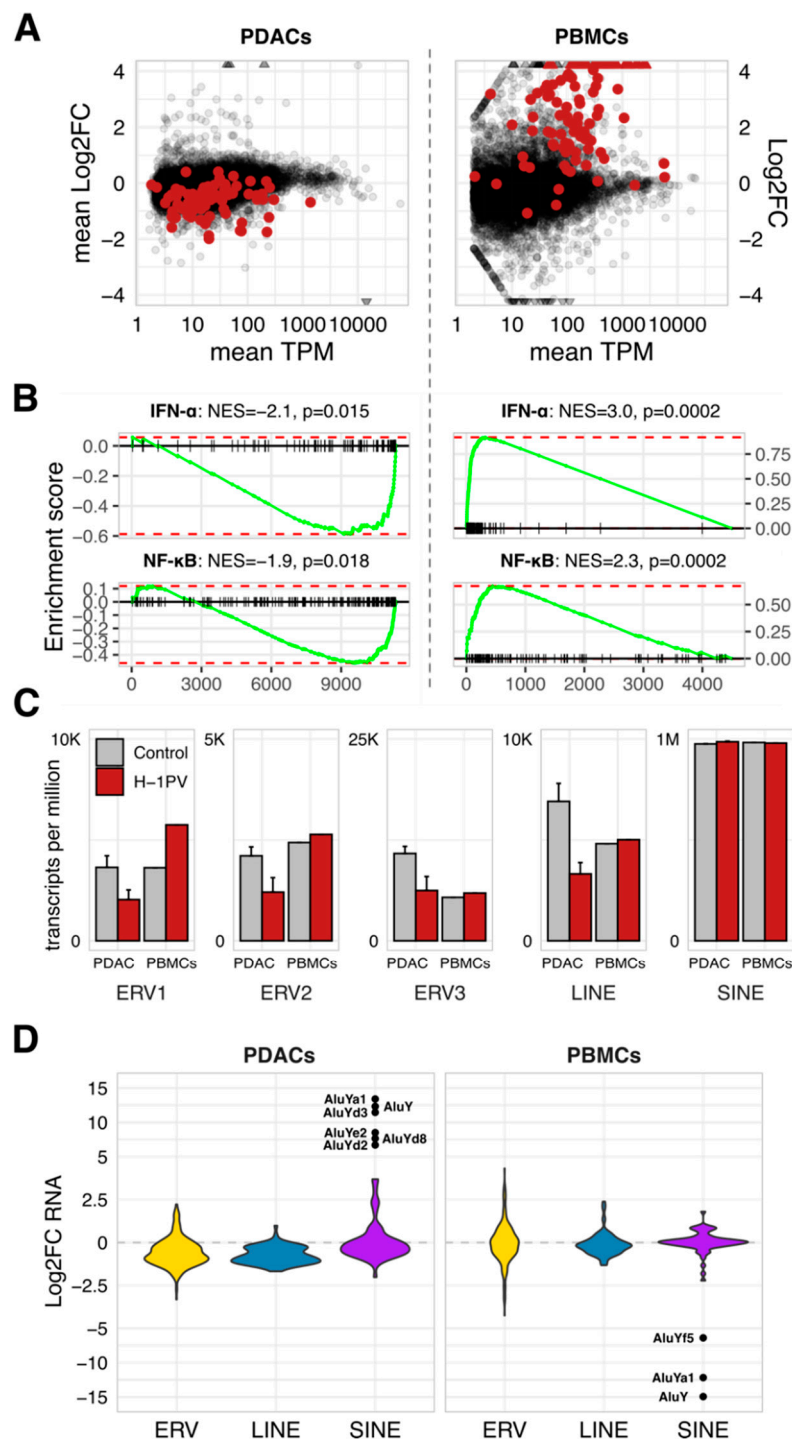 A
PDACs
PBMCs
mean Log2FC
4
2
0
−2
−4
1 10 100 1000 10000
mean TPM
4
2
0
−2
−4
Log2FC
1 10 100 1000 10000
mean TPM
B
IFN-α: NES=−2.1, p=0.015
IFN-α: NES=3.0, p=0.0002
Enrichment score
0.0
−0.2
−0.4
−0.6
0.75
0.50
0.25
0.00
NF-κB: NES=−1.9, p=0.018
NF-κB: NES=2.3, p=0.0002
0.1
0.0
−0.1
−0.2
−0.3
−0.4
0.50
0.25
0.00
0 3000 6000 9000
0 1000 2000 3000 4000
C
transcripts per million
10K
5K
25K
10K
1M
Control
H-1PV
0
0
0
0
0
PDAC PBMCs
PDAC PBMCs
PDAC PBMCs
PDAC PBMCs
PDAC PBMCs
ERV1
ERV2
ERV3
LINE
SINE
D
PDACs
PBMCs
Log2FC RNA
15
10
5
2.5
0
−2.5
−5
−10
−15
AluYa1
AluY
AluYd3
AluYe2
AluYd8
AluYd2
AluYf5
AluYa1
AluY
ERV LINE SINE
ERV LINE SINE